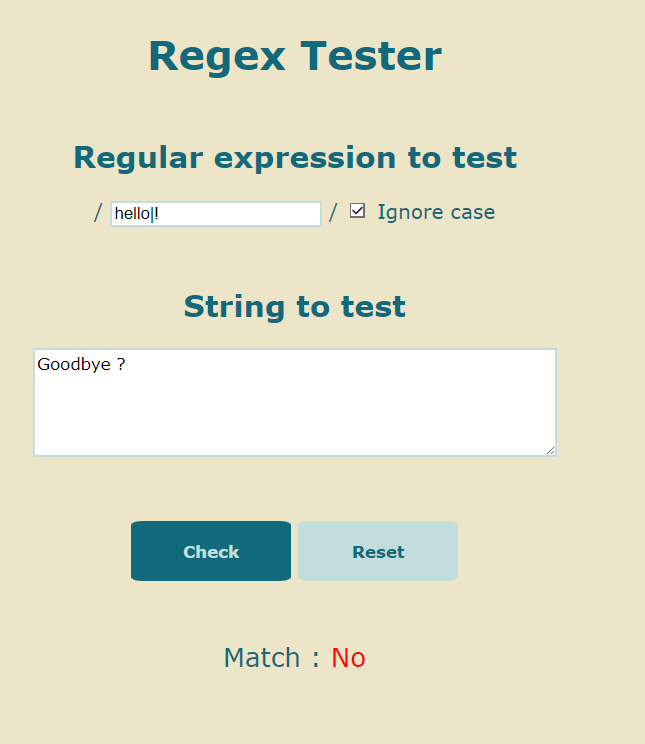 Regex Tester
Regular expression to test
/ hello|! / Ignore case
String to test
Goodbye ?
Check Reset
Match : No